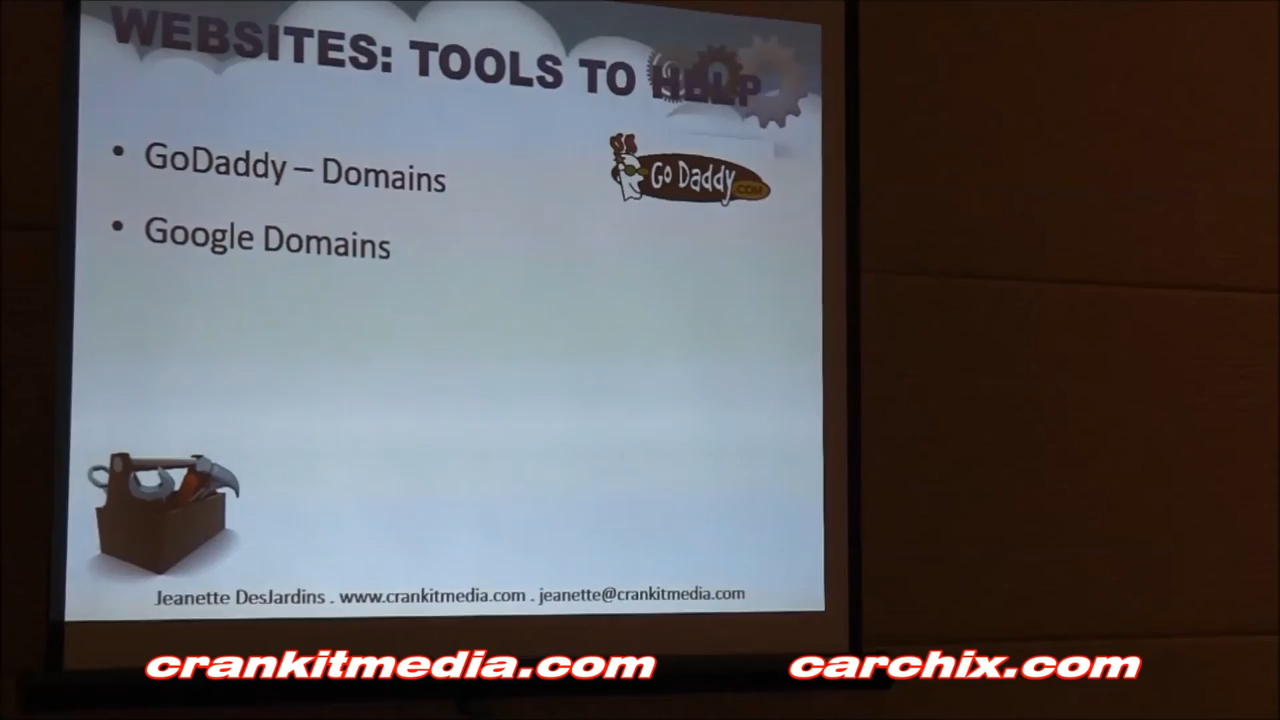 WEBSITES: TOOLS TO HELP
• GoDaddy – Domains
Go Daddy .COM
• Google Domains
Jeanette DesJardins . www.crankitmedia.com . jeanette@crankitmedia.com
crankitmedia.com
carchix.com